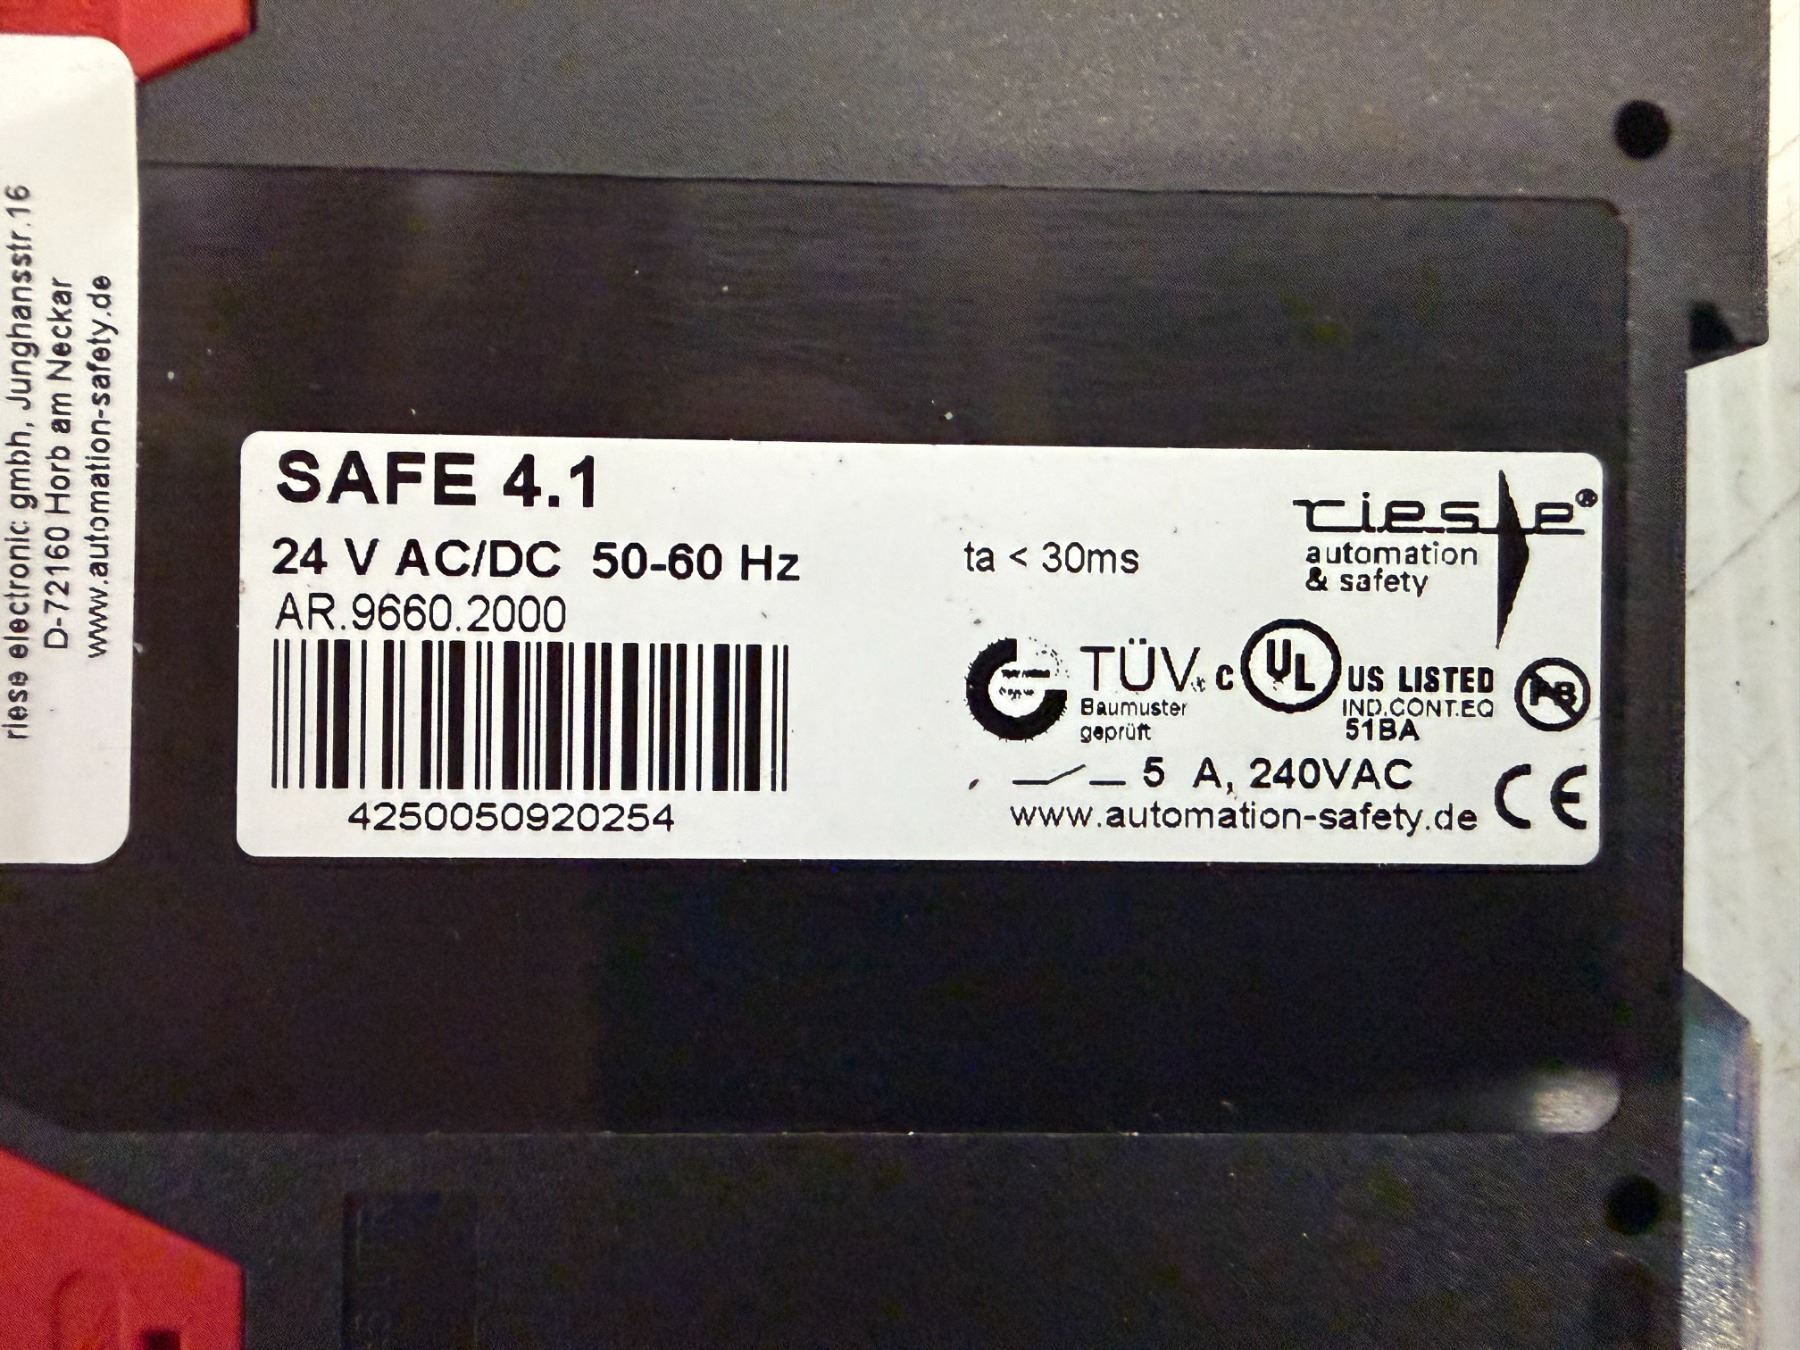 riese electronic gmbh, Junghansstr.16
D-72160 Horb am Neckar
www.automation-safety.de
SAFE 4.1
24 V AC/DC 50-60 Hz
AR.9660.2000
4250050920254
ta < 30ms
riese®
automation
& safety
TÜV
Baumuster
geprüft
C UL US LISTED
IND.CONT.EQ
51BA
5 A, 240VAC
www.automation-safety.de
CE